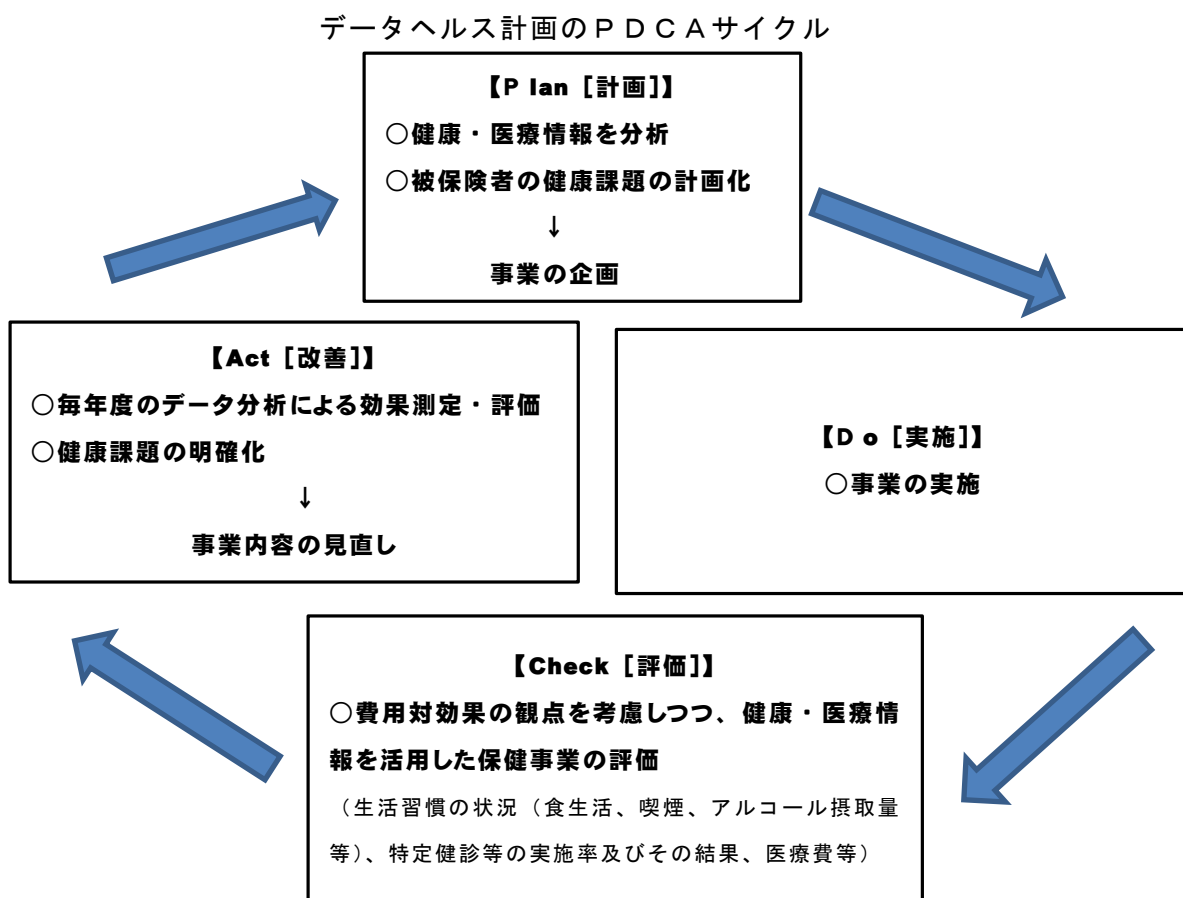 データヘルス計画のＰＤＣＡサイクル
【Ｐlan［計画］】
○健康・医療情報を分析
○被保険者の健康課題の計画化
↓
事業の企画
【Ｄｏ［実施］】
○事業の実施
【Check［評価］】
○費用対効果の観点を考慮しつつ、健康・医療情
報を活用した保健事業の評価
（生活習慣の状況（食生活、喫煙、アルコール摂取量
等）、特定健診等の実施率及びその結果、医療費等）
【Act［改善］】
○毎年度のデータ分析による効果測定・評価
○健康課題の明確化
↓
事業内容の見直し